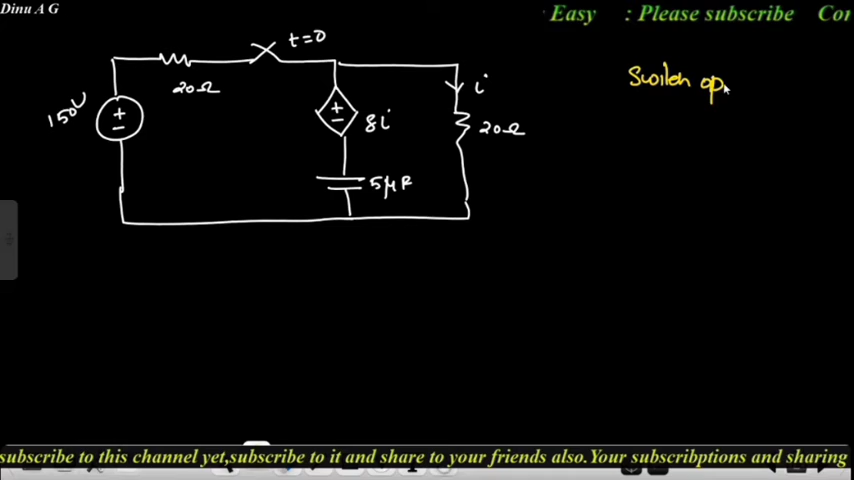 Dinu A G
Easy : Please subscribe Con
t=0
20Ω
150V
+
−
+
−
8i
i
20Ω
5μF
Switch op
subscribe to this channel yet,subscribe to it and share to your friends also.Your subscribptions and sharing